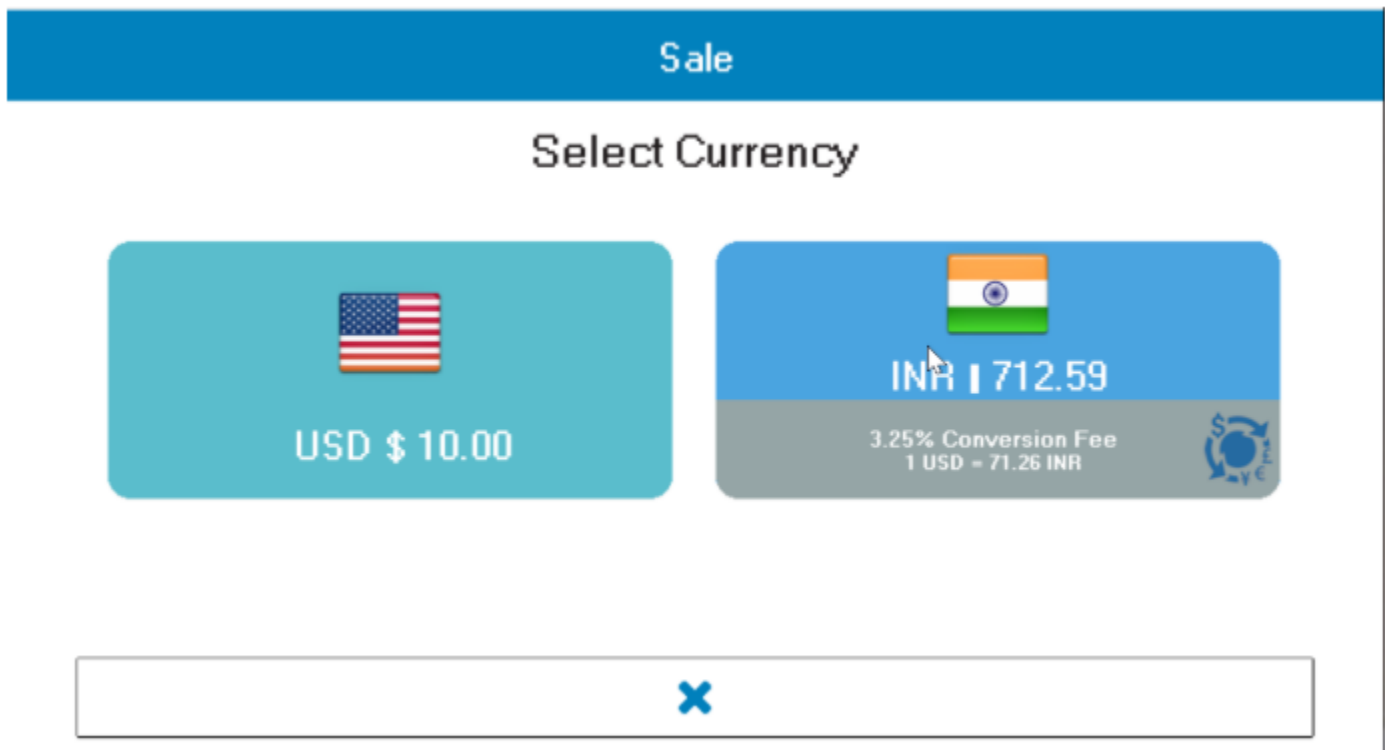 Sale
Select Currency
USD $ 10.00
INR 712.59
3.25% Conversion Fee
1 USD = 71.26 INR